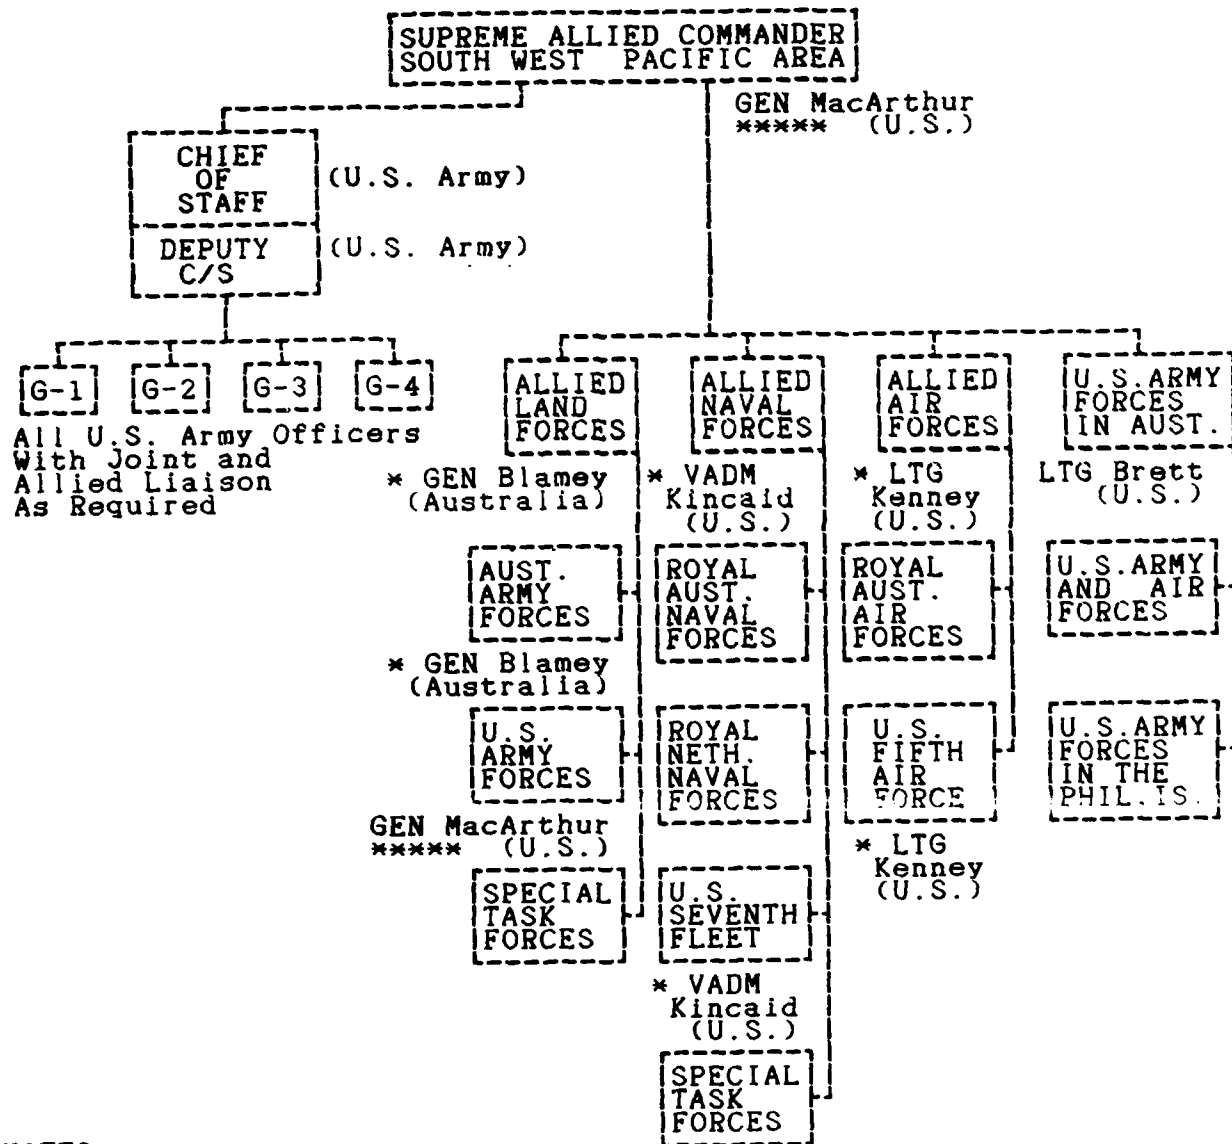 SUPREME ALLIED COMMANDER
SOUTH WEST PACIFIC AREA
GEN MacArthur
***** (U.S.)
CHIEF
OF
STAFF
(U.S. Army)
DEPUTY
C/S
(U.S. Army)
G-1
G-2
G-3
G-4
All U.S. Army Officers
With Joint and
Allied Liaison
As Required
ALLIED
LAND
FORCES
* GEN Blamey
(Australia)
ALLIED
NAVAL
FORCES
* VADM
Kincaid
(U.S.)
ALLIED
AIR
FORCES
* LTG
Kenney
(U.S.)
U.S.ARMY
FORCES
IN AUST.
LTG Brett
(U.S.)
AUST.
ARMY
FORCES
* GEN Blamey
(Australia)
ROYAL
AUST.
NAVAL
FORCES
ROYAL
AUST.
AIR
FORCES
U.S.ARMY
AND AIR
FORCES
U.S.
ARMY
FORCES
GEN MacArthur
***** (U.S.)
ROYAL
NETH.
NAVAL
FORCES
U.S.
FIFTH
AIR
FORCE
* LTG
Kenney
(U.S.)
U.S.ARMY
FORCES
IN THE
PHIL.IS.
SPECIAL
TASK
FORCES
U.S.
SEVENTH
FLEET
* VADM
Kincaid
(U.S.)
SPECIAL
TASK
FORCES